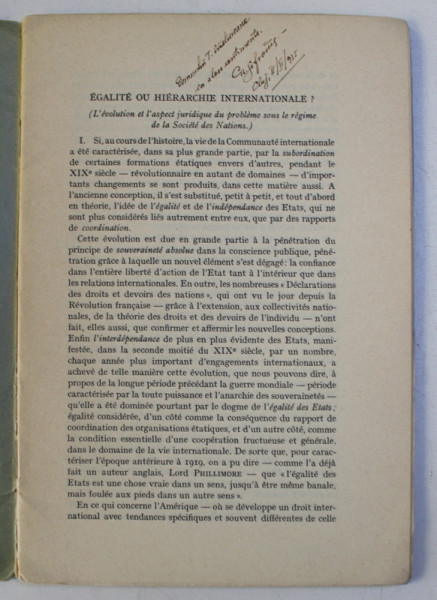 ÉGALITÉ OU HIÉRARCHIE INTERNATIONALE ?
(L'évolution et l'aspect juridique du problème sous le régime
de la Société des Nations.)
I. Si, au cours de l'histoire, la vie de la Communauté internationale
a été caractérisée, dans sa plus grande partie, par la subordination
de certaines formations étatiques envers d'autres, pendant le
XIXe siècle — révolutionnaire en autant de domaines — d'impor-
tants changements se sont produits, dans cette matière aussi. A
l'ancienne conception, il s'est substitué, petit à petit, et tout d'abord
en théorie, l'idée de l'égalité et de l'indépendance des Etats, qui ne
sont plus considérés liés autrement entre eux, que par des rapports
de coordination.
Cette évolution est due en grande partie à la pénétration du
principe de souveraineté absolue dans la conscience publique, péné-
tration grâce à laquelle un nouvel élément s'est dégagé: la confiance
dans l'entière liberté d'action de l'Etat tant à l'intérieur que dans
les relations internationales. En outre, les nombreuses « Déclarations
des droits et devoirs des nations », qui ont vu le jour depuis la
Révolution française — grâce à l'extension, aux collectivités natio-
nales, de la théorie des droits et des devoirs de l'individu — n'ont
fait, elles aussi, que confirmer et affermir les nouvelles conceptions.
Enfin l'interdépendance de plus en plus évidente des Etats, mani-
festée, dans la seconde moitié du XIXe siècle, par un nombre,
chaque année plus important d'engagements internationaux, a
achevé de telle manière cette évolution, que nous pouvons dire, à
propos de la longue période précédant la guerre mondiale — période
caractérisée par la toute puissance et l'anarchie des souverainetés —
qu'elle a été dominée pourtant par le dogme de l'égalité des Etats;
égalité considérée, d'un côté comme la conséquence du rapport de
coordination des organisations étatiques, et d'un autre côté, comme
la condition essentielle d'une coopération fructueuse et générale,
dans le domaine de la vie internationale. De sorte que, pour carac-
tériser l'époque antérieure à 1919, on a pu dire — comme l'a déjà
fait un auteur anglais, Lord PHILLIMORE — que « l'égalité des
Etats est une chose vraie dans un sens, jusqu'à être même banale,
mais foulée aux pieds dans un autre sens ».
En ce qui concerne l'Amérique — où se développe un droit inter-
national avec tendances spécifiques et souvent différentes de celle